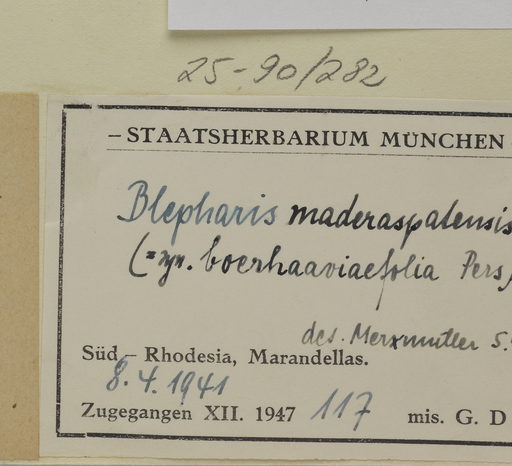 25-90/282
- STAATSHERBARIUM MÜNCHEN
Blepharis maderaspatensis
(= syn. boerhaaviaefolia Pers)
des. Merxmüller S.
Süd - Rhodesia, Marandellas.
8.4.1941
Zugegangen XII. 1947 117 mis. G. D